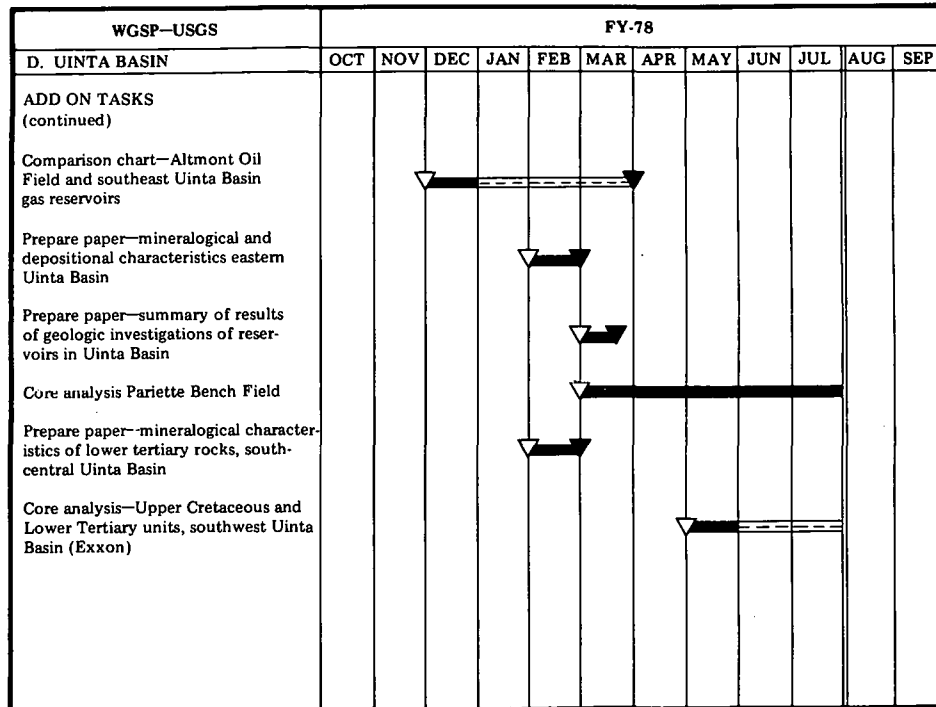 WGSP—USGS
FY-78
D. UINTA BASIN
OCT NOV DEC JAN FEB MAR APR MAY JUN JUL AUG SEP
ADD ON TASKS
(continued)
Comparison chart—Altmont Oil
Field and southeast Uinta Basin
gas reservoirs
Prepare paper—mineralogical and
depositional characteristics eastern
Uinta Basin
Prepare paper—summary of results
of geologic investigations of reser-
voirs in Uinta Basin
Core analysis Pariette Bench Field
Prepare paper--mineralogical character-
istics of lower tertiary rocks, south-
central Uinta Basin
Core analysis—Upper Cretaceous and
Lower Tertiary units, southwest Uinta
Basin (Exxon)